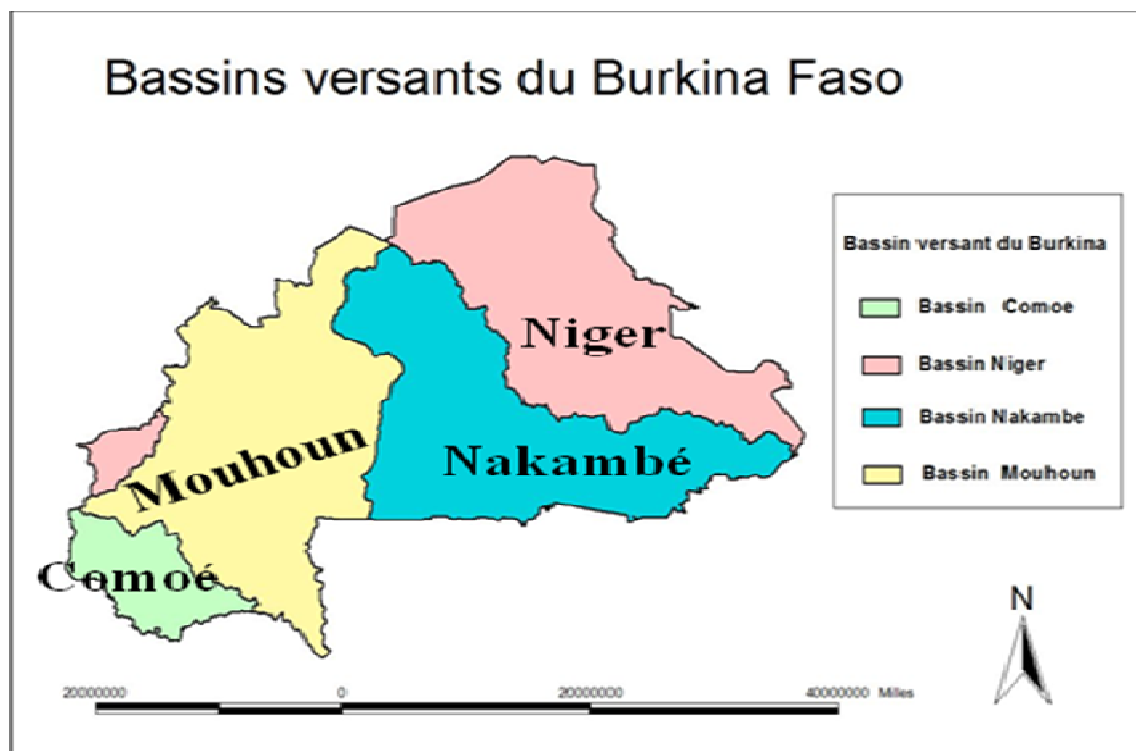 Bassins versants du Burkina Faso
Niger
Nakambé
Mouhoun
Comoé
Bassin versant du Burkina
Bassin Comoe
Bassin Niger
Bassin Nakambe
Bassin Mouhoun
N
20000000 0 20000000 40000000 Milles